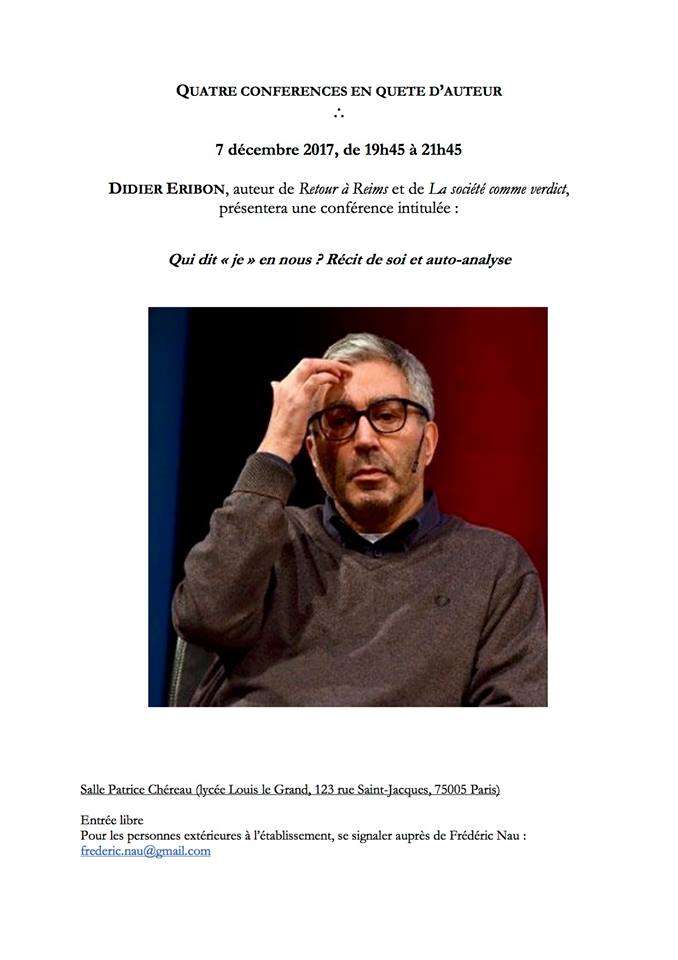 QUATRE CONFERENCES EN QUETE D'AUTEUR
∴
7 décembre 2017, de 19h45 à 21h45
DIDIER ERIBON, auteur de Retour à Reims et de La société comme verdict,
présentera une conférence intitulée :
Qui dit « je » en nous ? Récit de soi et auto-analyse
Salle Patrice Chéreau (lycée Louis le Grand, 123 rue Saint-Jacques, 75005 Paris)
Entrée libre
Pour les personnes extérieures à l'établissement, se signaler auprès de Frédéric Nau :
frederic.nau@gmail.com